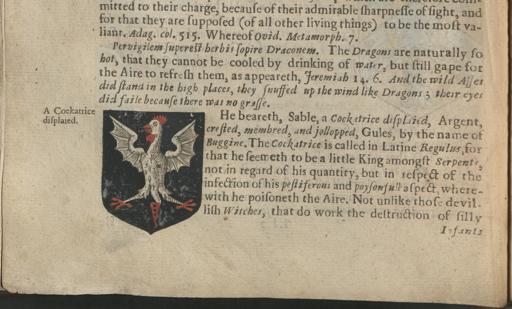 mitted to their charge, because of their admirable sharpnesse of sight, and
for that they are supposed (of all other living things) to be the most va-
liant. Adag. col. 515. Whereof Ovid. Metamorph. 7.
Pervigilem superest herbis sopire Draconem. The Dragons are naturally so
hot, that they cannot be cooled by drinking of water, but still gape for
the Aire to refresh them, as appeareth, Jeremiah 14. 6. And the wild Asses
did stand in the high places, they snuffed up the wind like Dragons; their eyes
did faile because there was no grasse.
A Cockatrice
displaied.
He beareth, Sable, a Cockatrice displaied, Argent,
crested, membred, and jollopped, Gules, by the name of
Buggine. The Cockatrice is called in Latine Regulus, for
that he seemeth to be a little King amongst Serpents,
not in regard of his quantity, but in respect of the
infection of his pestiferous and poysonfull aspect, where-
with he poisoneth the Aire. Not unlike those devil-
lish Witches, that do work the destruction of silly
Infants